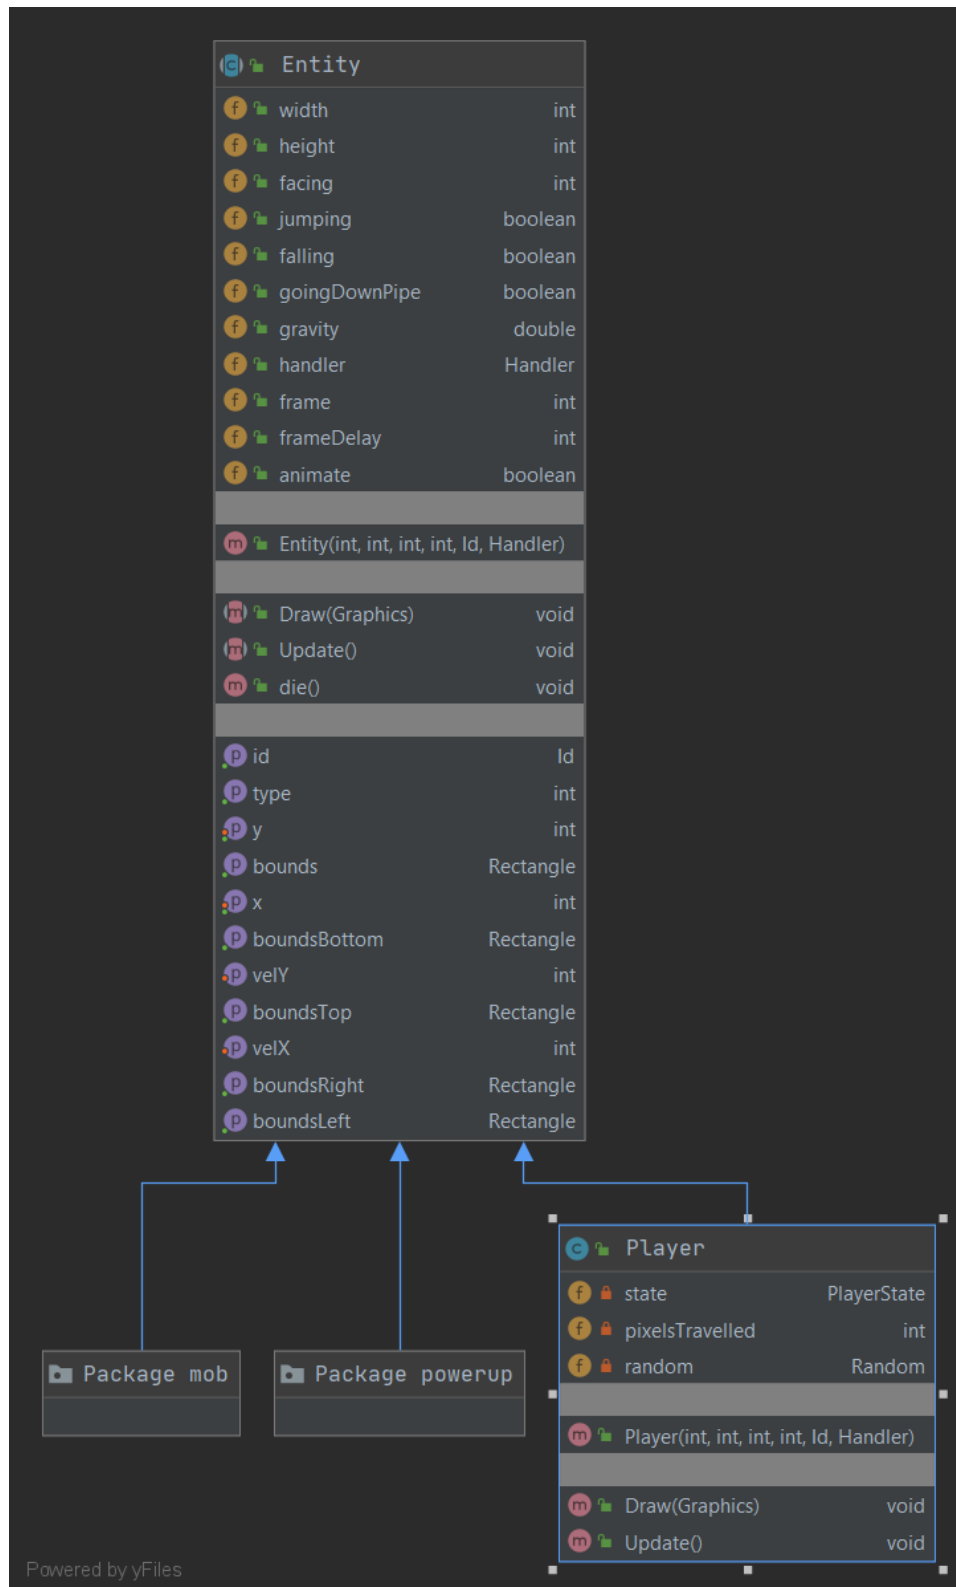 Entity
width int
height int
facing int
jumping boolean
falling boolean
goingDownPipe boolean
gravity double
handler Handler
frame int
frameDelay int
animate boolean
Entity(int, int, int, int, Id, Handler)
Draw(Graphics) void
Update() void
die() void
id Id
type int
y int
bounds Rectangle
x int
boundsBottom Rectangle
velY int
boundsTop Rectangle
velX int
boundsRight Rectangle
boundsLeft Rectangle
Package mob
Package powerup
Player
state PlayerState
pixelsTravelled int
random Random
Player(int, int, int, int, Id, Handler)
Draw(Graphics) void
Update() void
Powered by yFiles